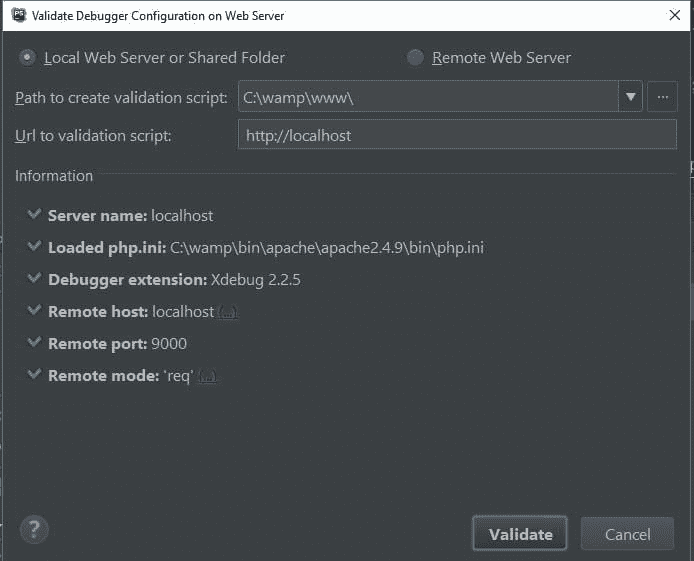 PS Validate Debugger Configuration on Web Server
Local Web Server or Shared Folder Remote Web Server
Path to create validation script: C:\wamp\www\ ...
Url to validation script: http://localhost
Information
Server name: localhost
Loaded php.ini: C:\wamp\bin\apache\apache2.4.9\bin\php.ini
Debugger extension: Xdebug 2.2.5
Remote host: localhost (...)
Remote port: 9000
Remote mode: 'req' (...)
? Validate Cancel